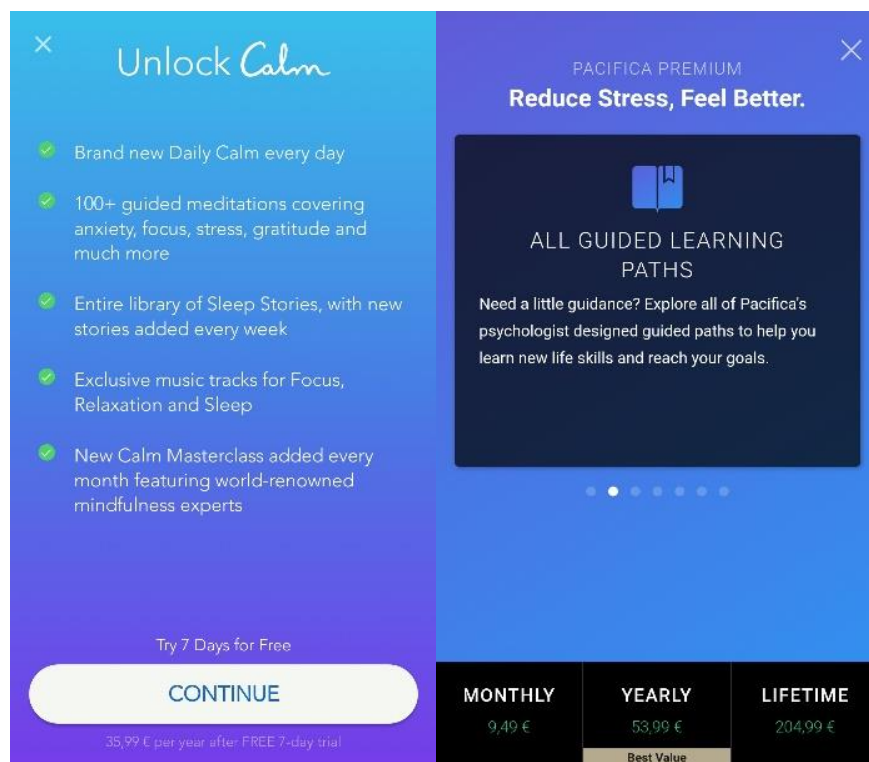 Unlock Calm
Brand new Daily Calm every day
100+ guided meditations covering
anxiety, focus, stress, gratitude and
much more
Entire library of Sleep Stories, with new
stories added every week
Exclusive music tracks for Focus,
Relaxation and Sleep
New Calm Masterclass added every
month featuring world-renowned
mindfulness experts
Try 7 Days for Free
CONTINUE
35,99 € per year after FREE 7-day trial
PACIFICA PREMIUM
Reduce Stress, Feel Better.
ALL GUIDED LEARNING
PATHS
Need a little guidance? Explore all of Pacifica's
psychologist designed guided paths to help you
learn new life skills and reach your goals.
MONTHLY
9,49 €
YEARLY
53,99 €
Best Value
LIFETIME
204,99 €